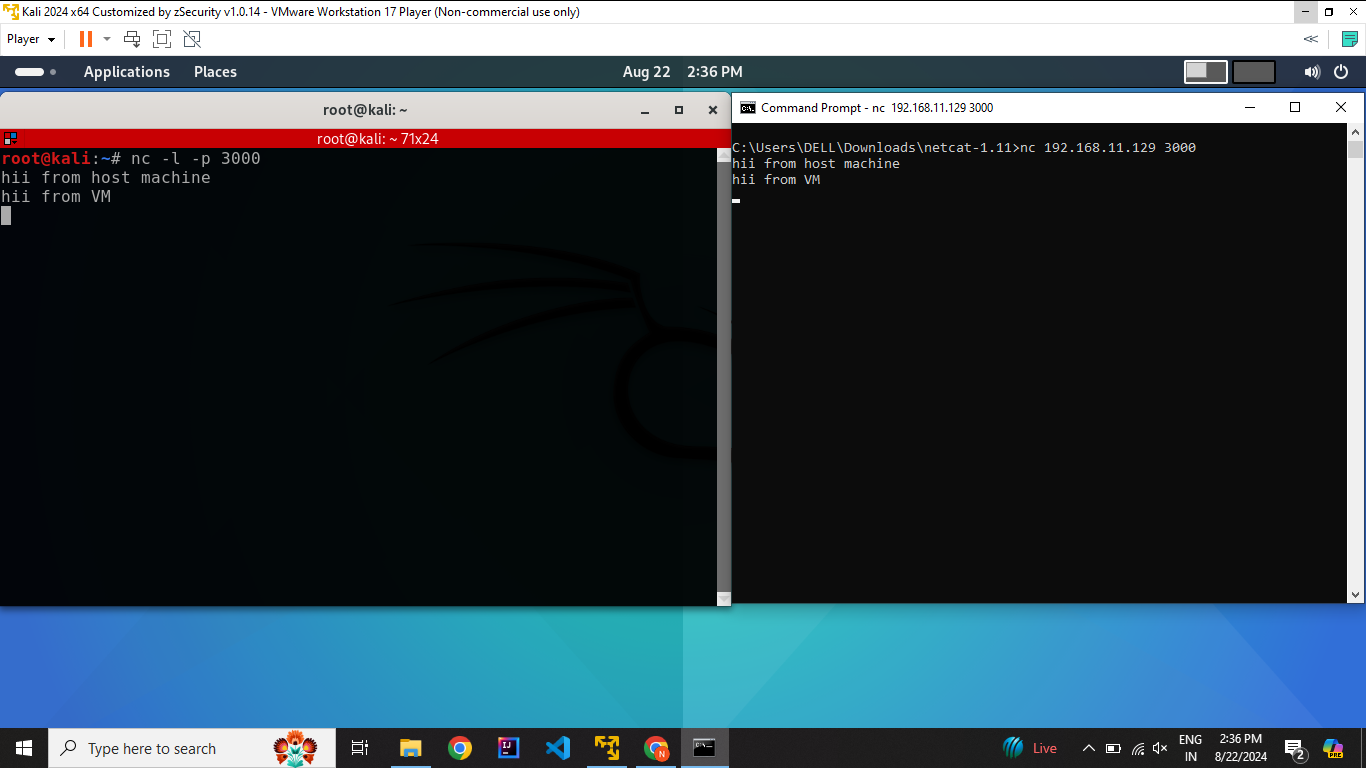 Kali 2024 x64 Customized by zSecurity v1.0.14 - VMware Workstation 17 Player (Non-commercial use only)
Player
Applications Places Aug 22 2:36 PM
root@kali: ~
root@kali: ~ 71x24
root@kali:~# nc -l -p 3000
hii from host machine
hii from VM
Command Prompt - nc 192.168.11.129 3000
C:\Users\DELL\Downloads\netcat-1.11>nc 192.168.11.129 3000
hii from host machine
hii from VM
Type here to search
Live
ENG
IN
2:36 PM
8/22/2024
2